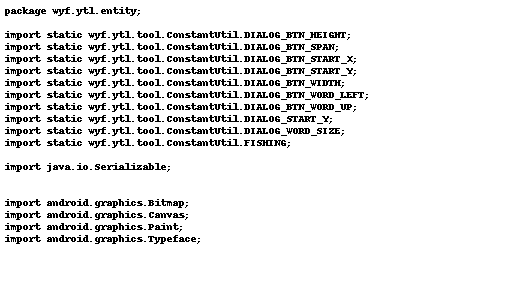 package wyf.ytl.entity;
import static wyf.ytl.tool.ConstantUtil.DIALOG_BTN_HEIGHT;
import static wyf.ytl.tool.ConstantUtil.DIALOG_BTN_SPAN;
import static wyf.ytl.tool.ConstantUtil.DIALOG_BTN_START_X;
import static wyf.ytl.tool.ConstantUtil.DIALOG_BTN_START_Y;
import static wyf.ytl.tool.ConstantUtil.DIALOG_BTN_WIDTH;
import static wyf.ytl.tool.ConstantUtil.DIALOG_BTN_WORD_LEFT;
import static wyf.ytl.tool.ConstantUtil.DIALOG_BTN_WORD_UP;
import static wyf.ytl.tool.ConstantUtil.DIALOG_START_Y;
import static wyf.ytl.tool.ConstantUtil.DIALOG_WORD_SIZE;
import static wyf.ytl.tool.ConstantUtil.FISHING;
import java.io.Serializable;
import android.graphics.Bitmap;
import android.graphics.Canvas;
import android.graphics.Paint;
import android.graphics.Typeface;